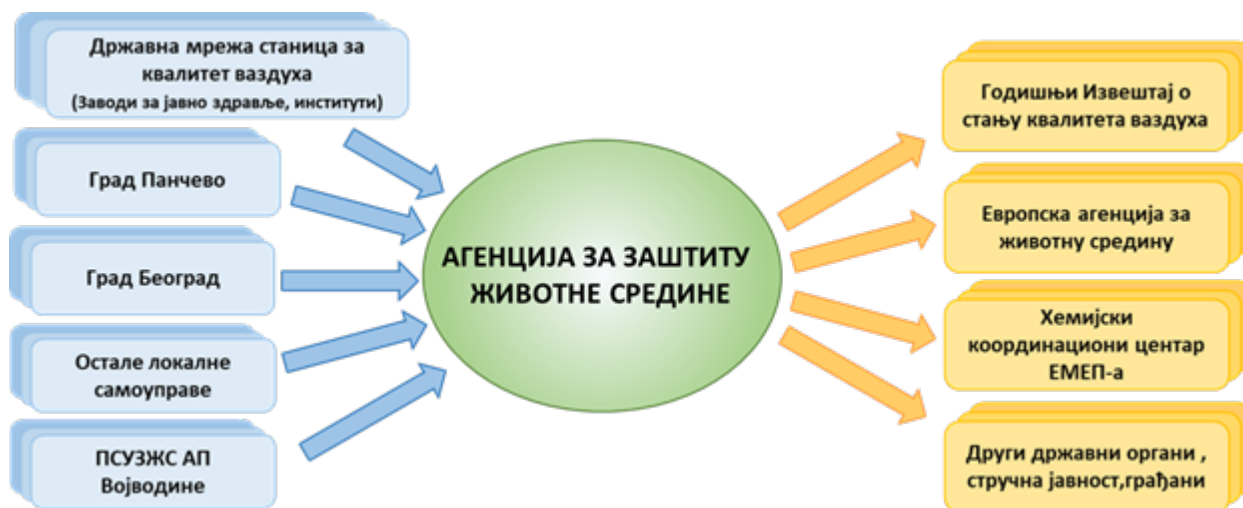 Државна мрежа станица за
квалитет ваздуха
(Заводи за јавно здравље, институти)
Град Панчево
Град Београд
Остале локалне
самоуправе
ПСУЗЖС АП
Војводине
АГЕНЦИЈА ЗА ЗАШТИТУ
ЖИВОТНЕ СРЕДИНЕ
Годишњи Извештај о
стању квалитета ваздуха
Европска агенција за
животну средину
Хемијски
координациони центар
ЕМЕП-а
Други државни органи ,
стручна јавност,грађани